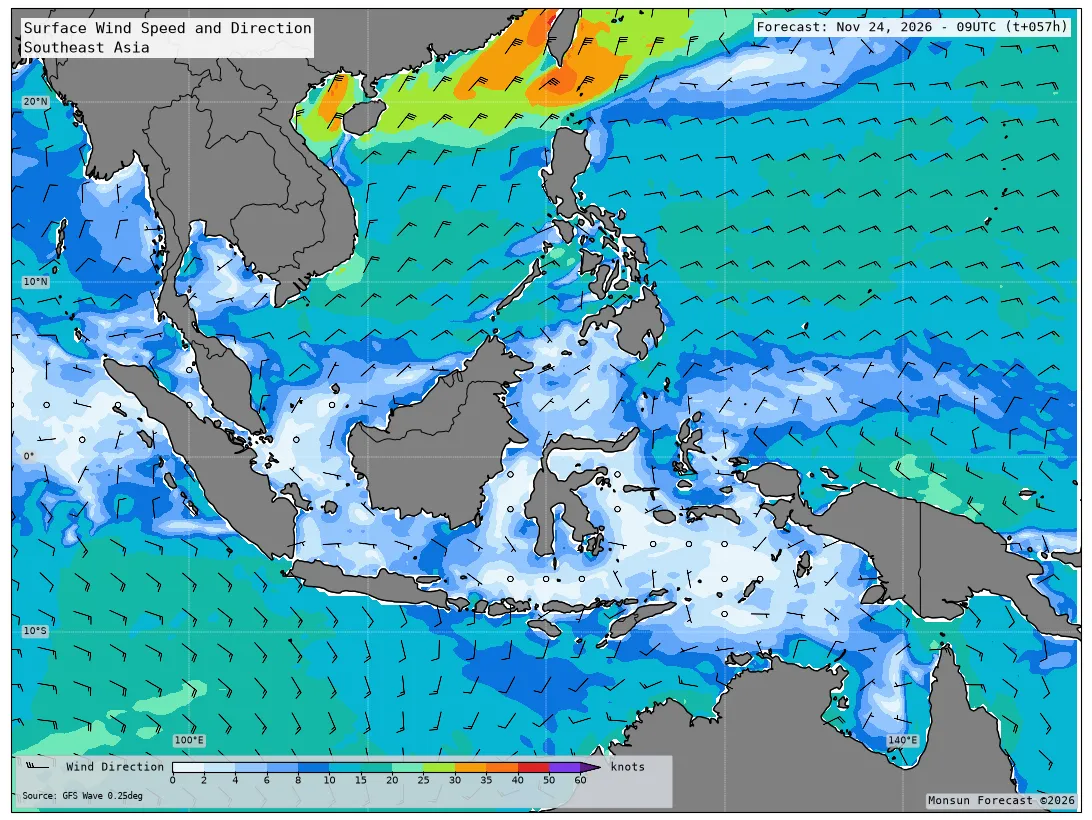 Surface Wind Speed and Direction
Southeast Asia
Forecast: Nov 24, 2026 - 09UTC (t+057h)
20°N
10°N
0°
10°S
100°E
140°E
Wind Direction
0 2 4 6 8 10 15 20 25 30 35 40 50 60
knots
Source: GFS Wave 0.25deg
Monsun Forecast ©2026